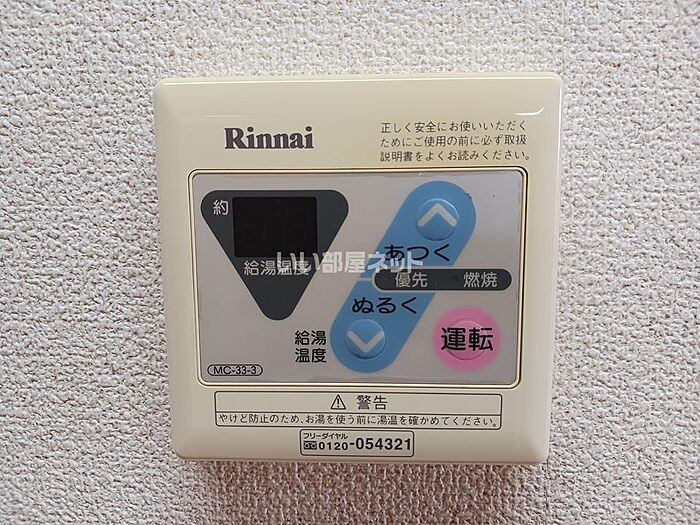 Rinnai
正しく安全にお使いいただく
ためにご使用の前に必ず取扱
説明書をよくお読みください。
約
給湯温度
いい部屋ネット
あつく
優先 燃焼
ぬるく
給湯
温度
運転
MC-33-3
警告
やけど防止のため、お湯を使う前に湯温を確かめてください。
フリーダイヤル
0120-054321